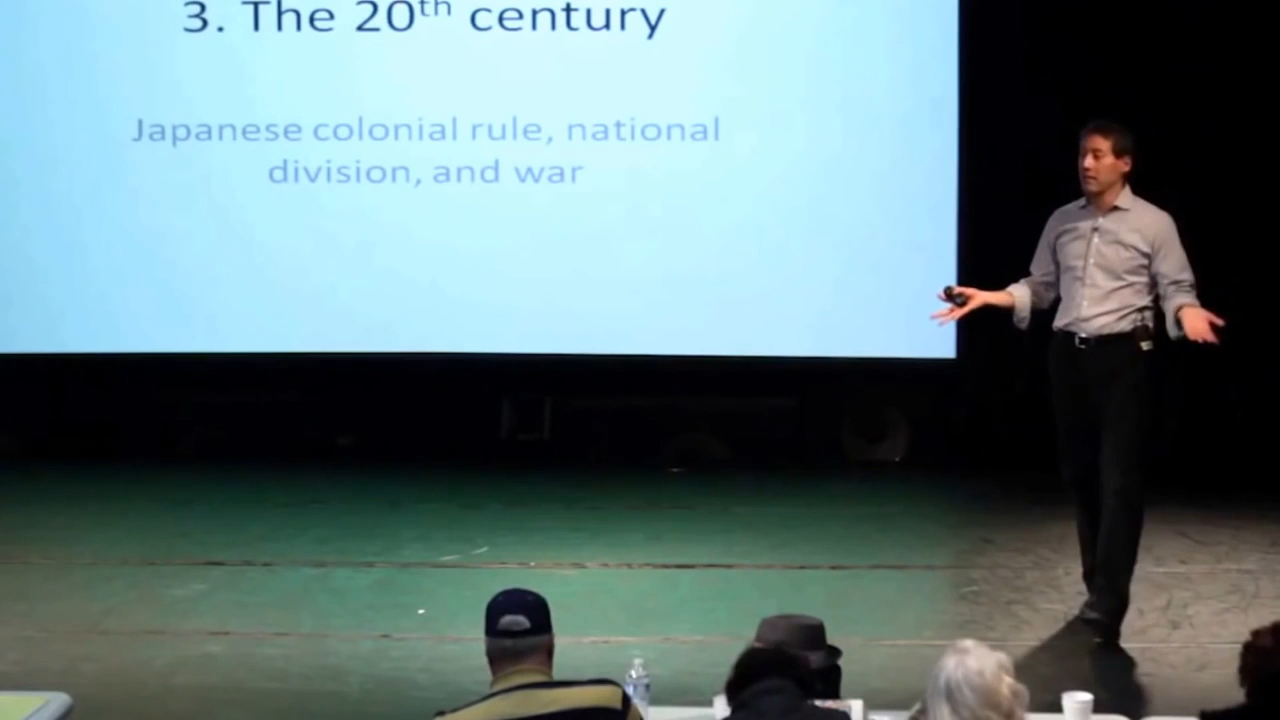 3. The 20th century
Japanese colonial rule, national
division, and war